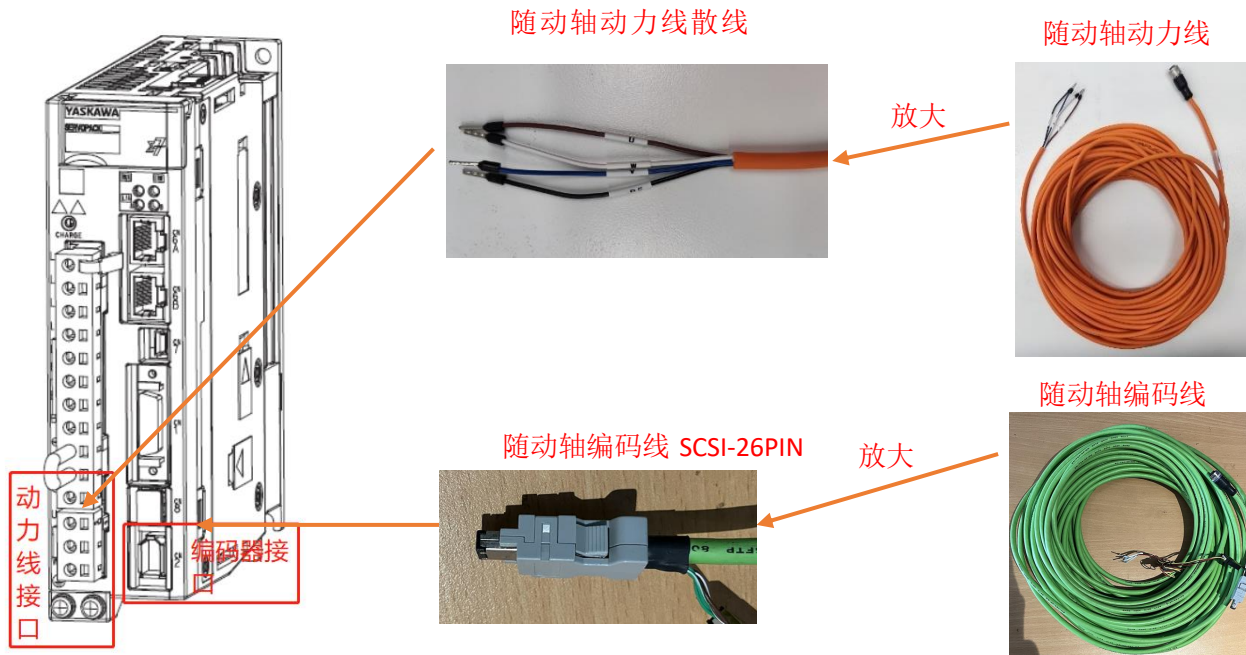 随动轴动力线散线
随动轴动力线
放大
YASKAWA
SERVOPACK
CHARGE
随动轴编码线
随动轴编码线 SCSI-26PIN
放大
动力线接口
编码器接口
U
W